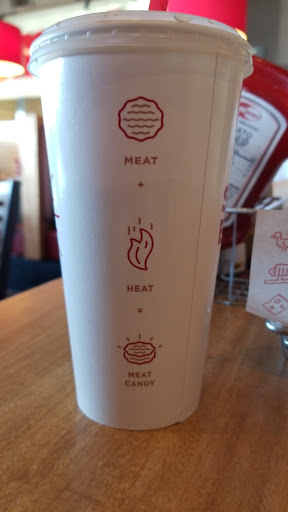 MEAT
+
HEAT
=
MEAT
CANDY